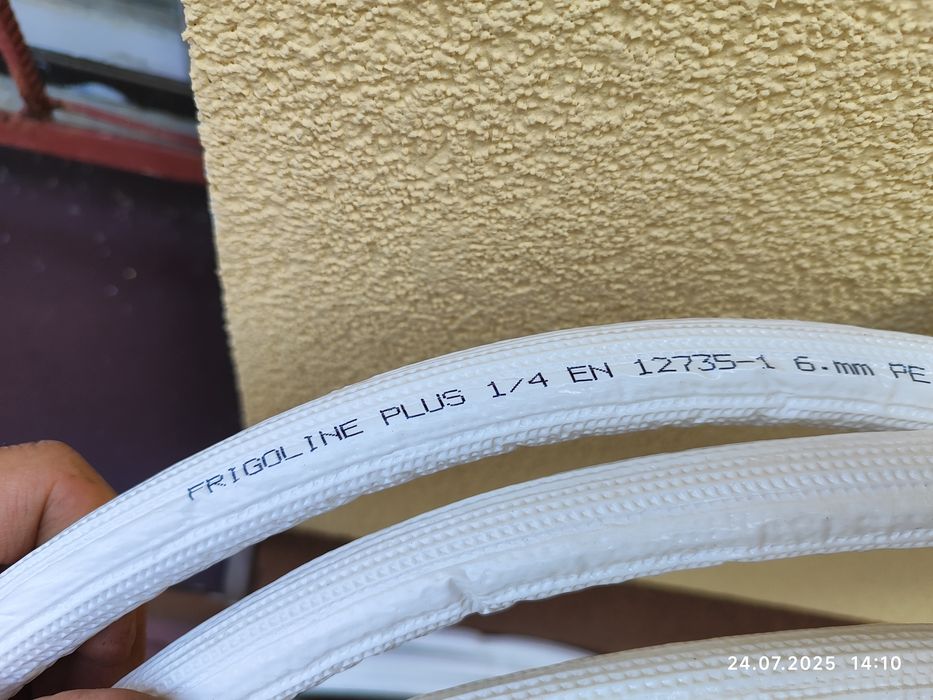 FRIGOLINE PLUS 1/4 EN 12735-1 6.mm PE
24.07.2025 14:10